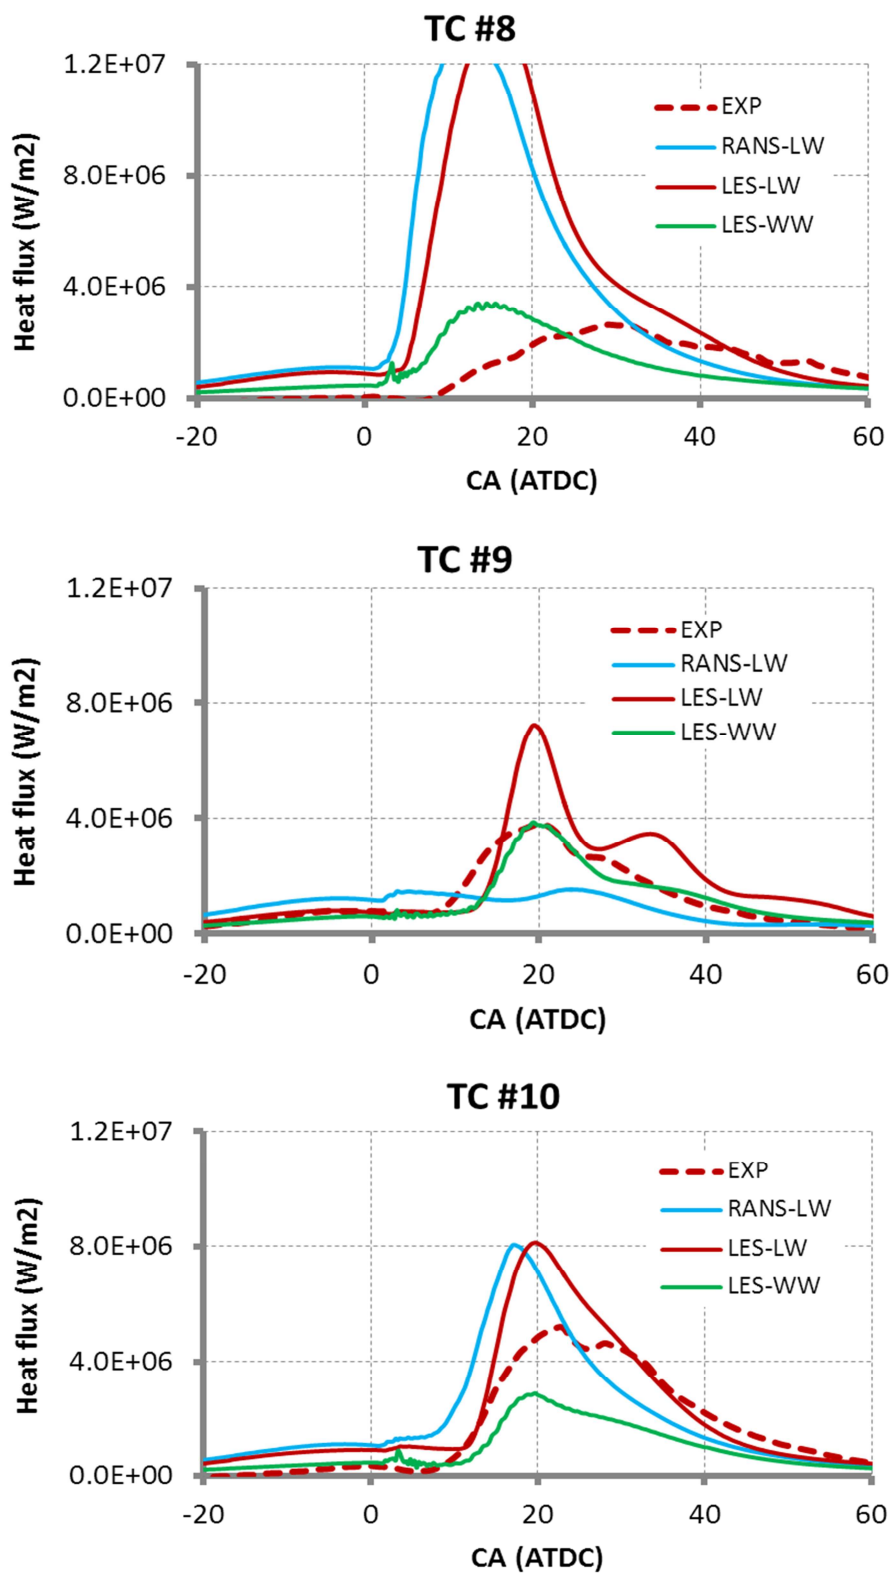 TC #8
Heat flux (W/m2)
1.2E+07
8.0E+06
4.0E+06
0.0E+00
EXP
RANS-LW
LES-LW
LES-WW
-20
0
20
40
60
CA (ATDC)
TC #9
Heat flux (W/m2)
1.2E+07
8.0E+06
4.0E+06
0.0E+00
EXP
RANS-LW
LES-LW
LES-WW
-20
0
20
40
60
CA (ATDC)
TC #10
Heat flux (W/m2)
1.2E+07
8.0E+06
4.0E+06
0.0E+00
EXP
RANS-LW
LES-LW
LES-WW
-20
0
20
40
60
CA (ATDC)